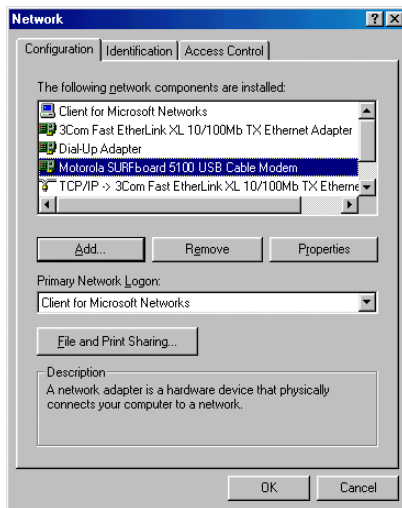 Network
Configuration Identification Access Control
The following network components are installed:
Client for Microsoft Networks
3Com Fast EtherLink XL 10/100Mb TX Ethernet Adapter
Dial-Up Adapter
Motorola SURFboard 5100 USB Cable Modem
TCP/IP -> 3Com Fast EtherLink XL 10/100Mb TX Etherne
Add... Remove Properties
Primary Network Logon:
Client for Microsoft Networks
File and Print Sharing...
Description
A network adapter is a hardware device that physically
connects your computer to a network.
OK Cancel